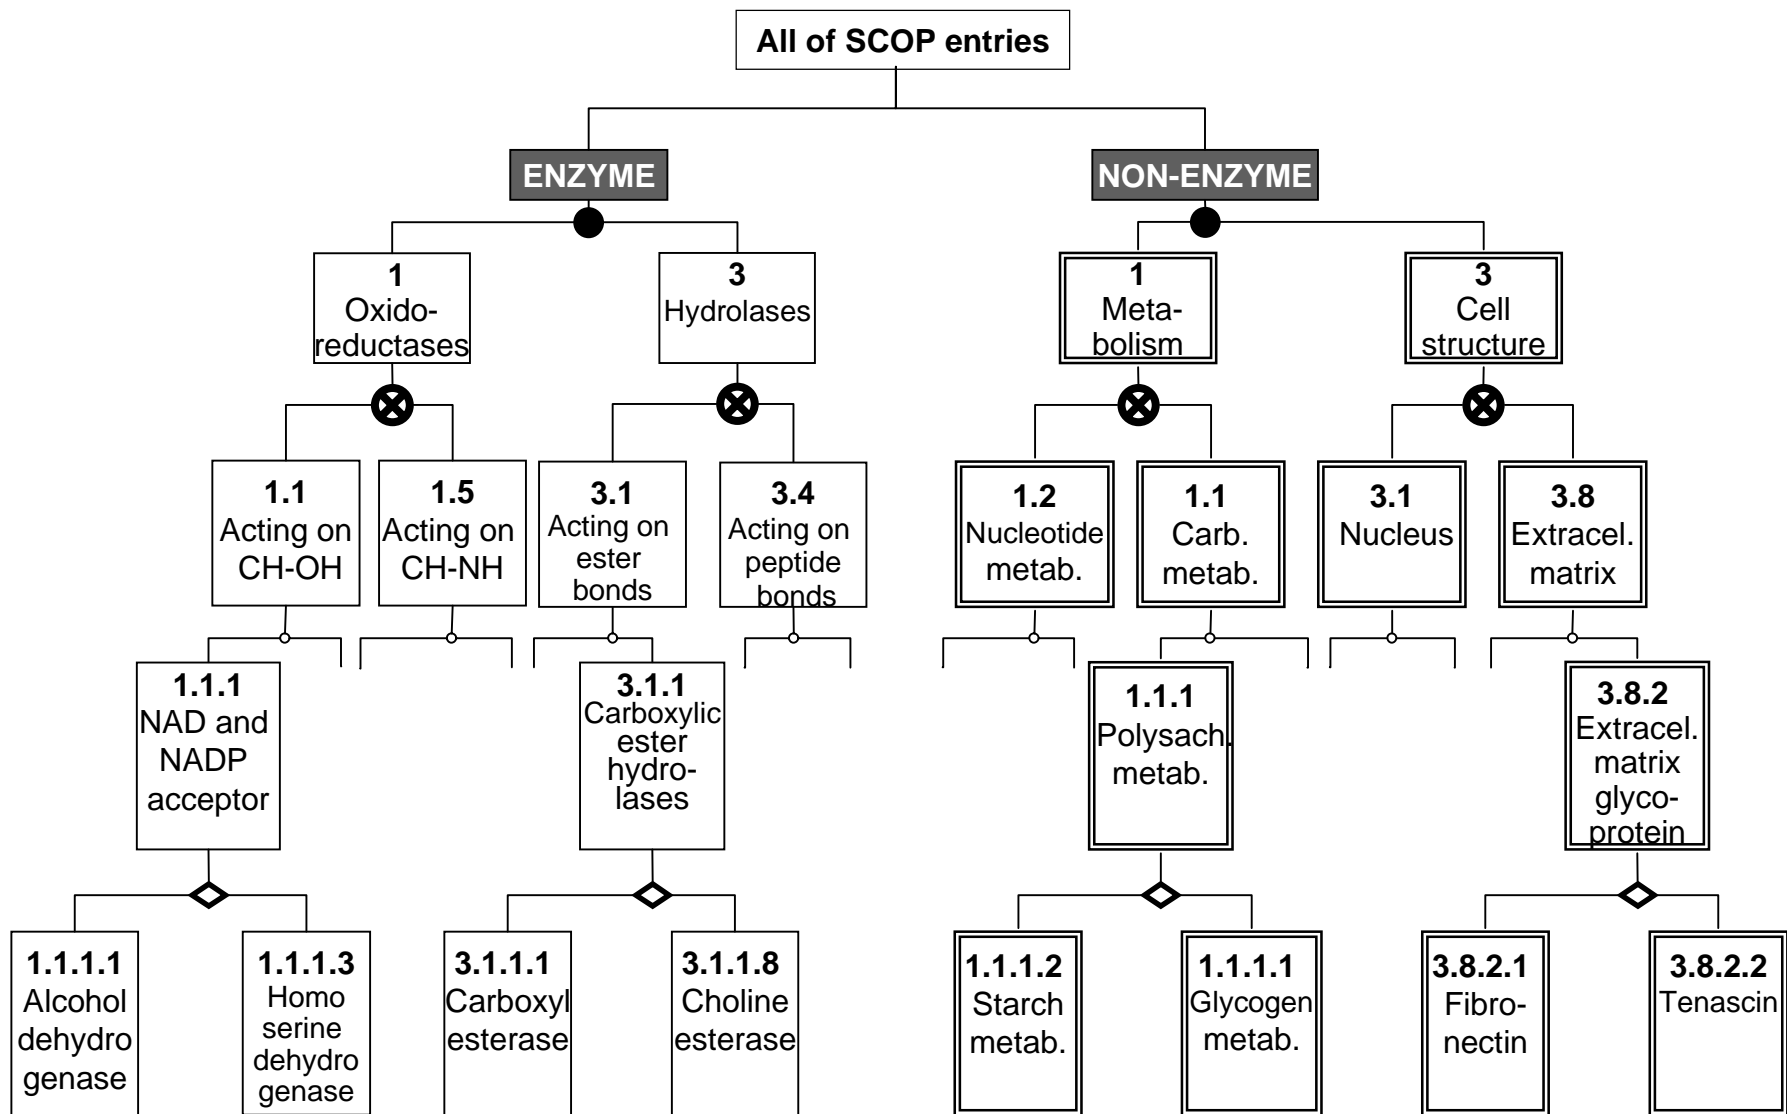 All of SCOP entries
ENZYME
NON-ENZYME
1
Oxido-
reductases
3
Hydrolases
1
Meta-
bolism
3
Cell
structure
1.1
Acting on
CH-OH
1.5
Acting on
CH-NH
3.1
Acting on
ester
bonds
3.4
Acting on
peptide
bonds
1.2
Nucleotide
metab.
1.1
Carb.
metab.
3.1
Nucleus
3.8
Extracel.
matrix
1.1.1
NAD and
NADP
acceptor
3.1.1
Carboxylic
ester
hydro-
lases
1.1.1
Polysach.
metab.
3.8.2
Extracel.
matrix
glyco-
protein
1.1.1.1
Alcohol
dehydro
genase
1.1.1.3
Homo
serine
dehydro
genase
3.1.1.1
Carboxyl
esterase
3.1.1.8
Choline
esterase
1.1.1.2
Starch
metab.
1.1.1.1
Glycogen
metab.
3.8.2.1
Fibro-
nectin
3.8.2.2
Tenascin